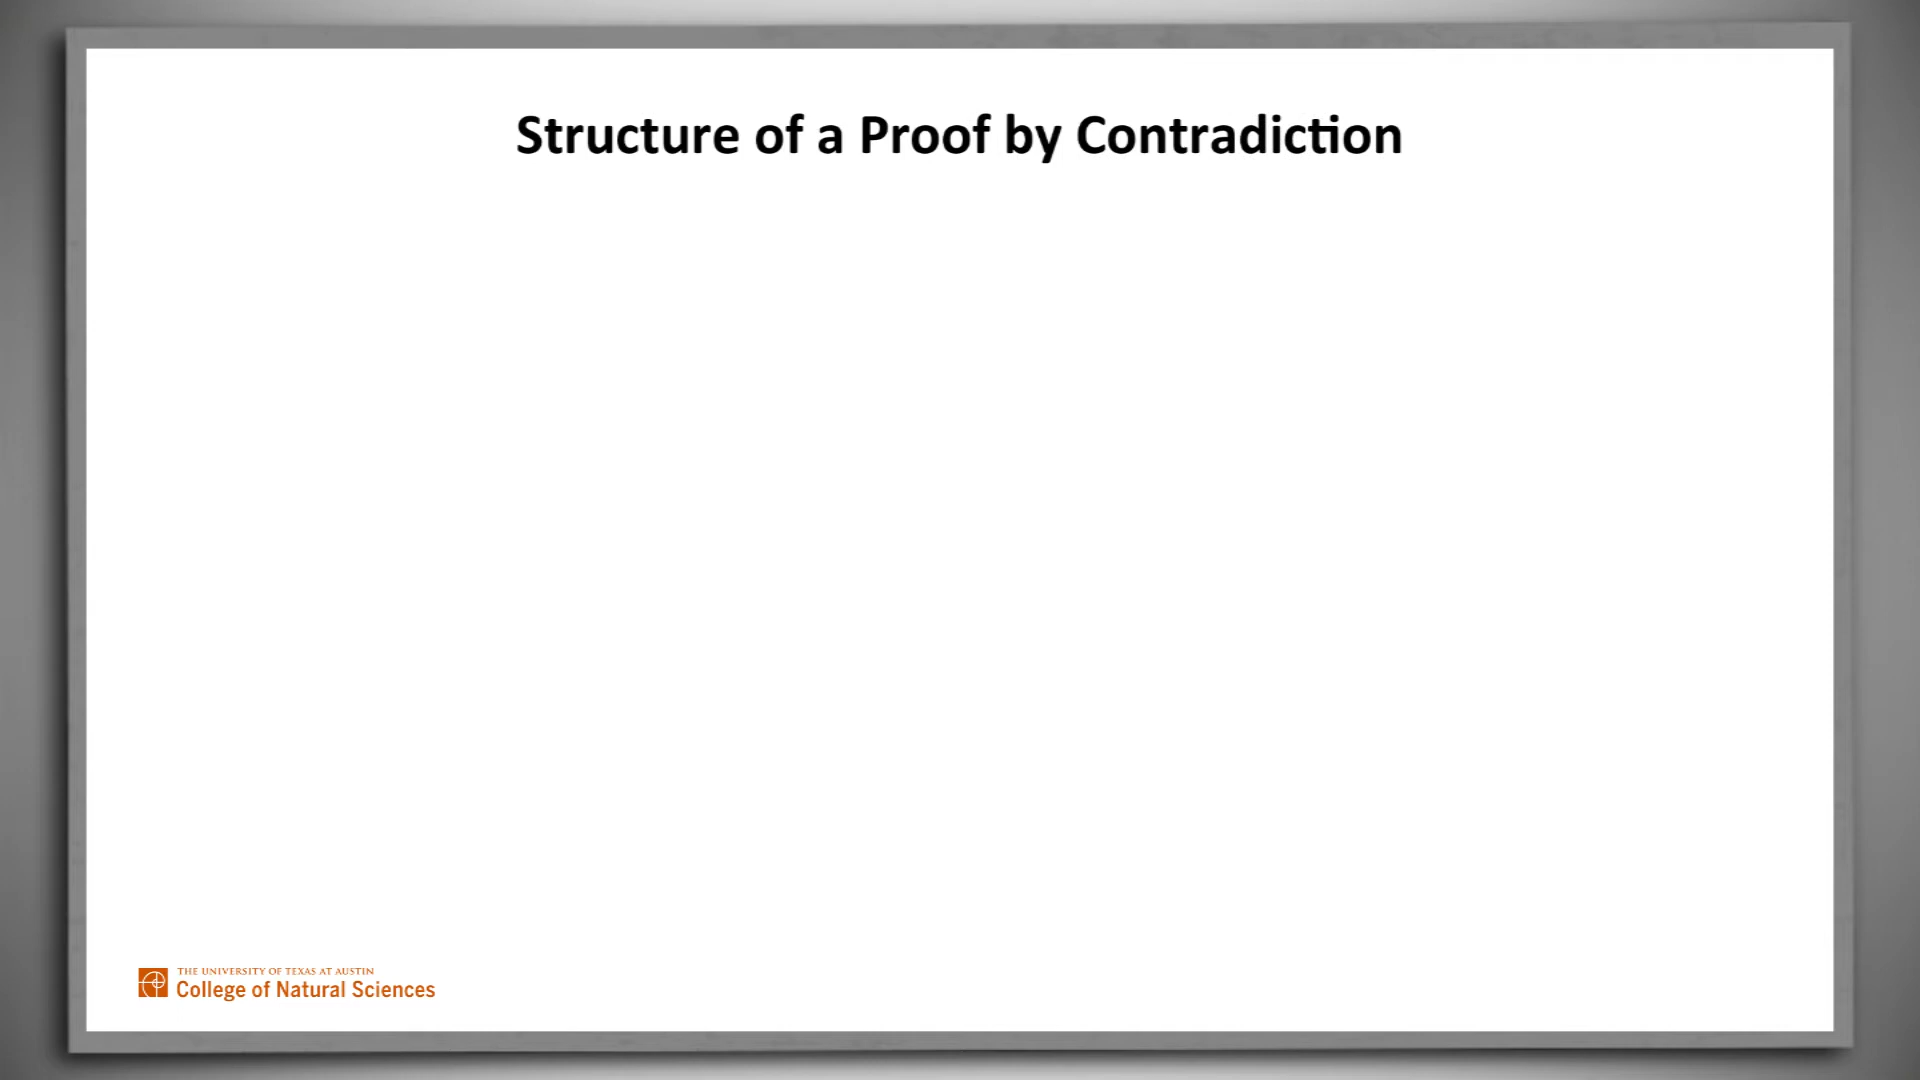 Structure of a Proof by Contradiction
THE UNIVERSITY OF TEXAS AT AUSTIN
College of Natural Sciences